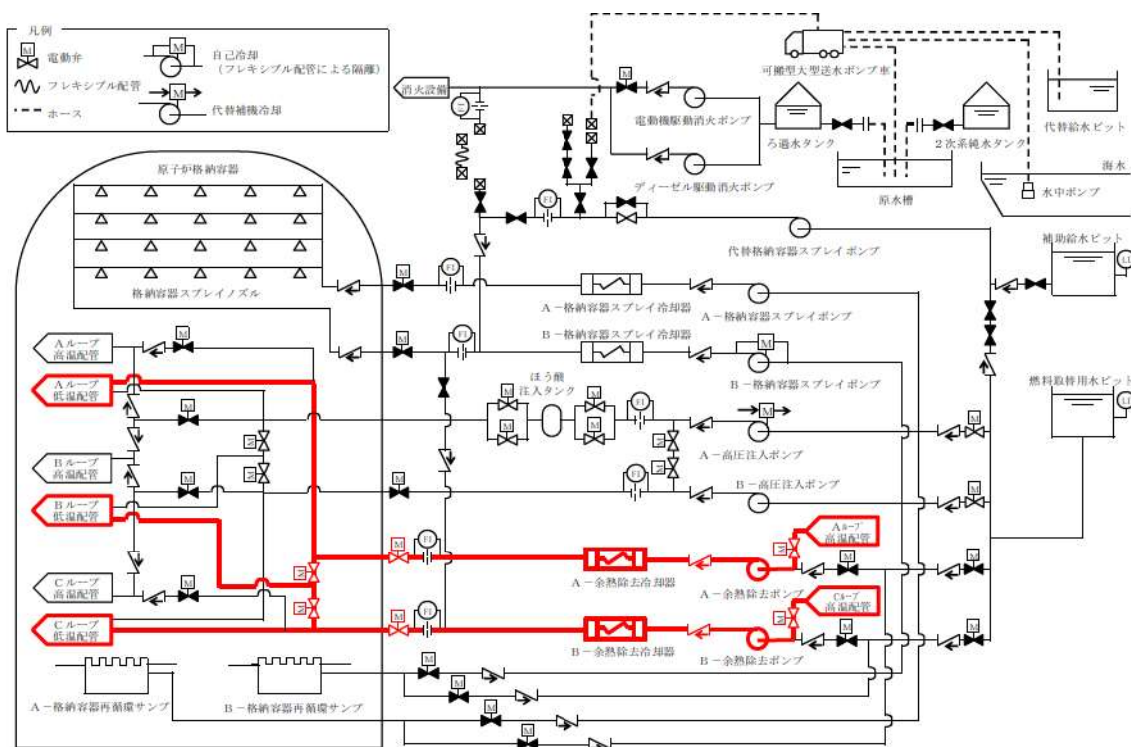 凡例
M
電動弁
フレキシブル配管
ホース
M
自己冷却
(フレキシブル配管による隔離)
M
代替補機冷却
消火設備
FI
M
電動機駆動消火ポンプ
ディーゼル駆動消火ポンプ
可搬型大型送水ポンプ車
ろ過水タンク
2次系純水タンク
原水槽
代替給水ピット
海水
水中ポンプ
原子炉格納容器
格納容器スプレイノズル
FI
代替格納容器スプレイポンプ
補助給水ピット
LI
M
FI
A-格納容器スプレイ冷却器
A-格納容器スプレイポンプ
M
FI
B-格納容器スプレイ冷却器
M
B-格納容器スプレイポンプ
燃料取替用水ピット
LI
Aループ
高温配管
M
Aループ
低温配管
M
ほう酸
注入タンク
M
M
M
M
FI
M
A-高圧注入ポンプ
M
M
M
M
M
Bループ
高温配管
M
M
FI
B-高圧注入ポンプ
M
Bループ
低温配管
M
FI
A-余熱除去冷却器
A-余熱除去ポンプ
M
Aループ
高温配管
M
M
M
M
Cループ
高温配管
M
Cループ
低温配管
M
FI
B-余熱除去冷却器
B-余熱除去ポンプ
M
Cループ
高温配管
M
M
A-格納容器再循環サンプ
B-格納容器再循環サンプ
M
M
M
M